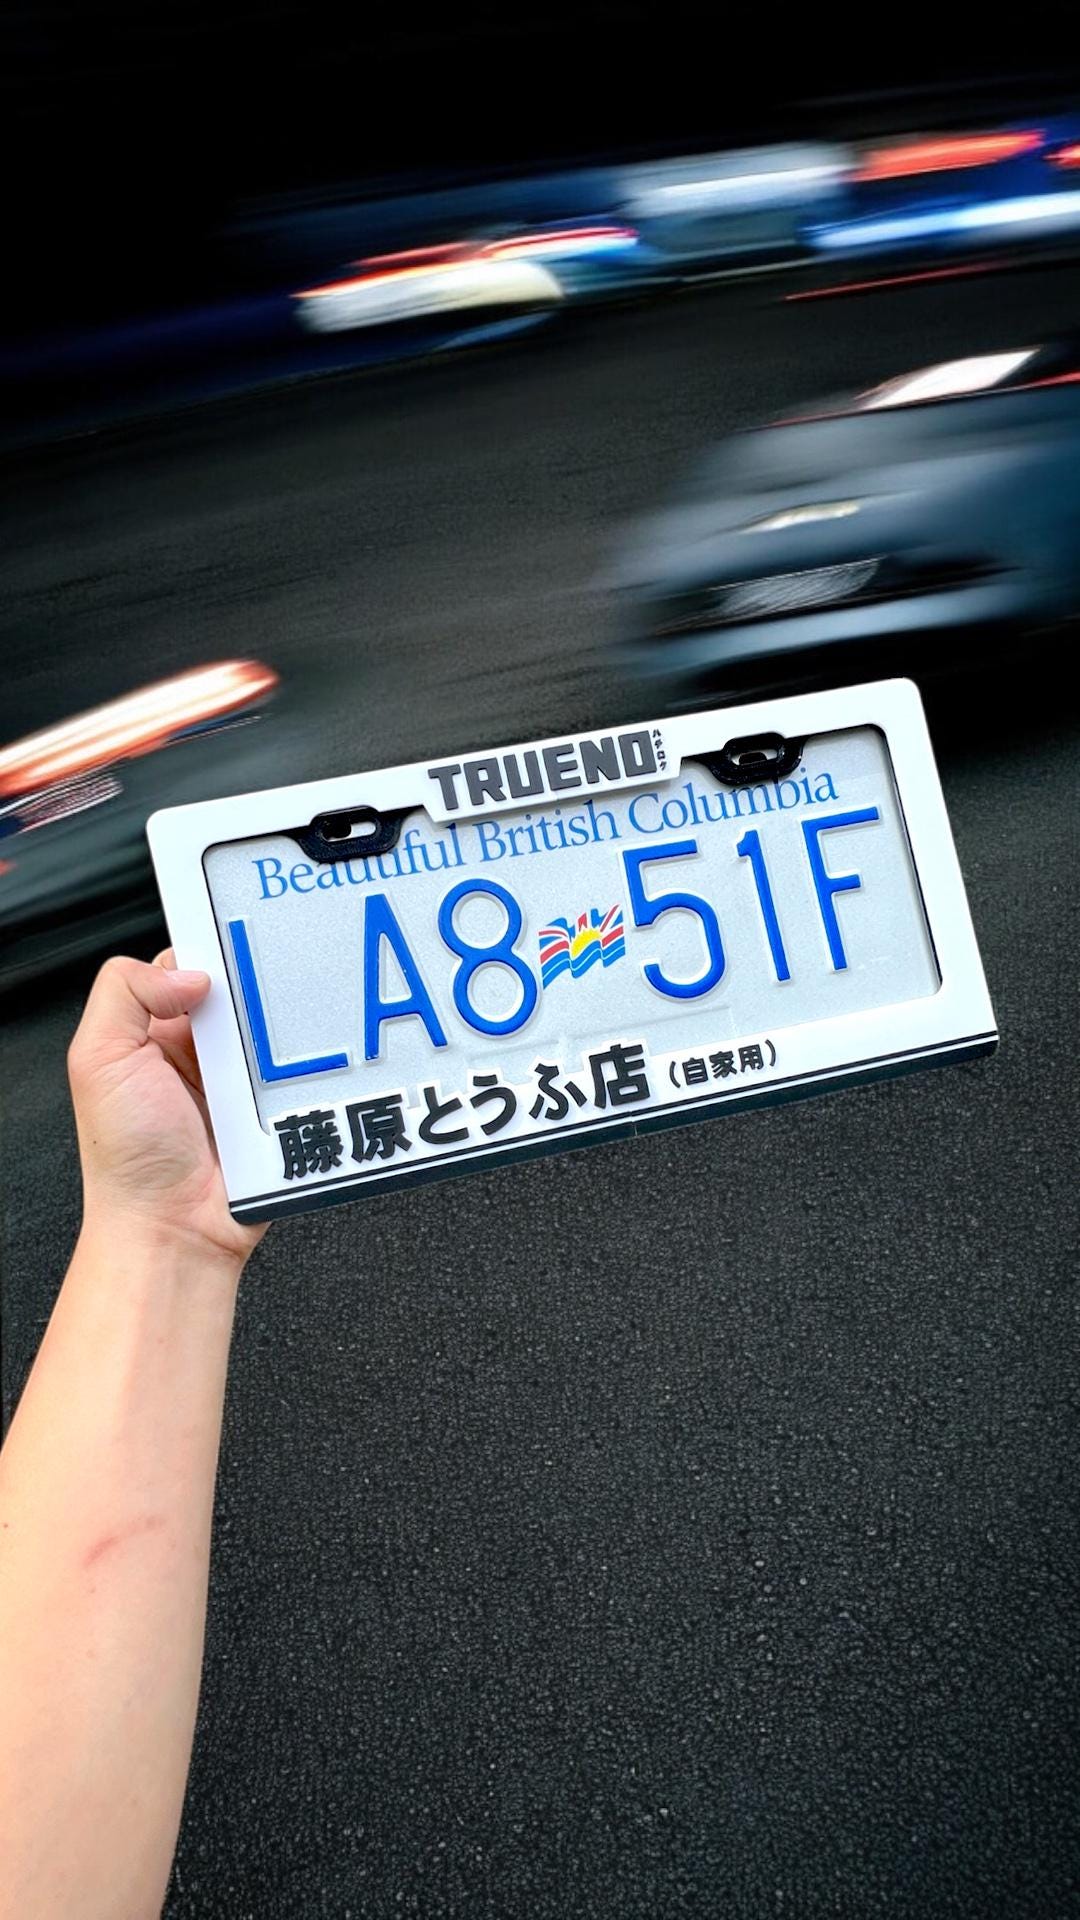 TRUENO ハチロク
Beautiful British Columbia
LA8 51F
藤原とうふ店 (自家用)